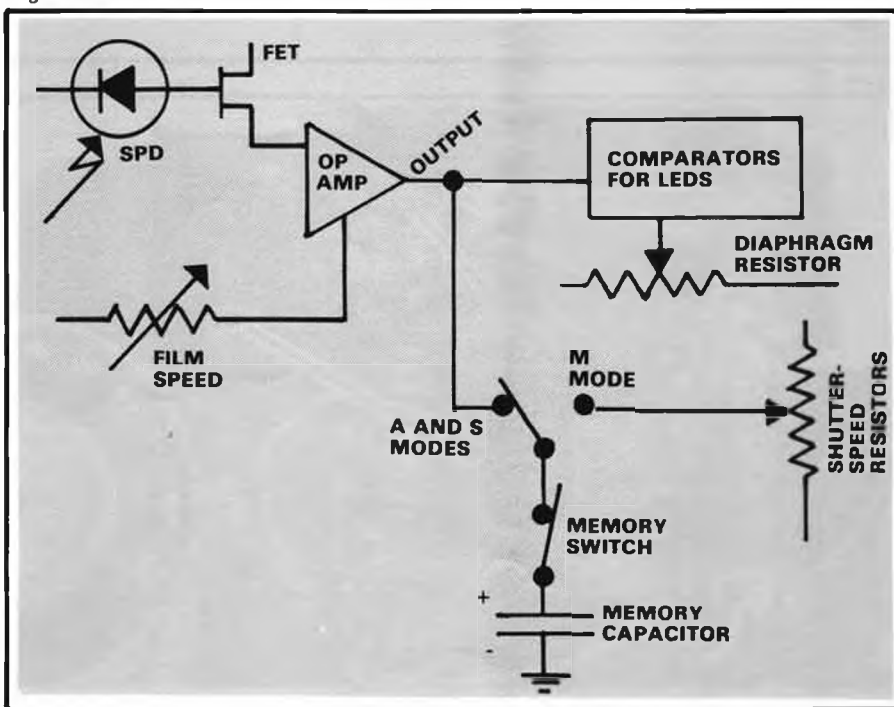 FET
SPD
OP
AMP
OUTPUT
COMPARATORS
FOR LEDS
DIAPHRAGM
RESISTOR
FILM
SPEED
M
MODE
A AND S
MODES
SHUTTER-
SPEED
RESISTORS
MEMORY
SWITCH
+
MEMORY
CAPACITOR
-